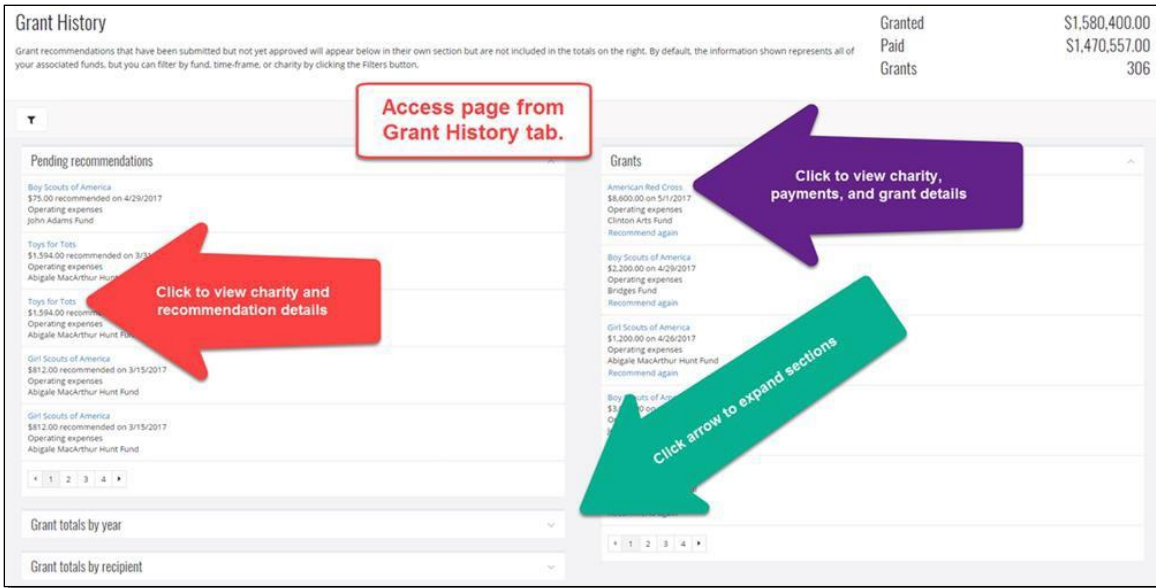 Grant History
Grant recommendations that have been submitted but not yet approved will appear below in their own section but are not included in the totals on the right. By default, the information shown represents all of
your associated funds, but you can filter by fund, time-frame, or charity by clicking the Filters button.
Granted $1,580,400.00
Paid $1,470,557.00
Grants 306
Access page from
Grant History tab.
Pending recommendations
Boy Scouts of America
$75.00 recommended on 4/29/2017
Operating expenses
John Adams Fund
Toys for Tots
$1,594.00 recommended on
Operating expenses
Abigale MacArthur
Toys for Tots
$1,594.00
Operating expenses
Abigale MacArthur Hunt
Girl Scouts of America
$812.00 recommended on 3/15/2017
Operating expenses
Abigale MacArthur Hunt Fund
Girl Scouts of America
$812.00 recommended on 3/15/2017
Operating expenses
Abigale MacArthur Hunt Fund
1 2 3 4
Click to view charity and
recommendation details
Grant totals by year
Grant totals by recipient
Grants
American Red Cross
$8,600.00 on 5/1/2017
Operating expenses
Clinton Arts Fund
Recommend again
Boy Scouts of America
$2,200.00 on 4/29/2017
Operating expenses
Bridges Fund
Recommend again
Girl Scouts of America
$1,200.00 on 4/26/2017
Operating expenses
Abigale MacArthur Hunt Fund
Recommend again
Boy
again
1 2 3 4
Click to view charity,
payments, and grant details
Click arrow to expand sections